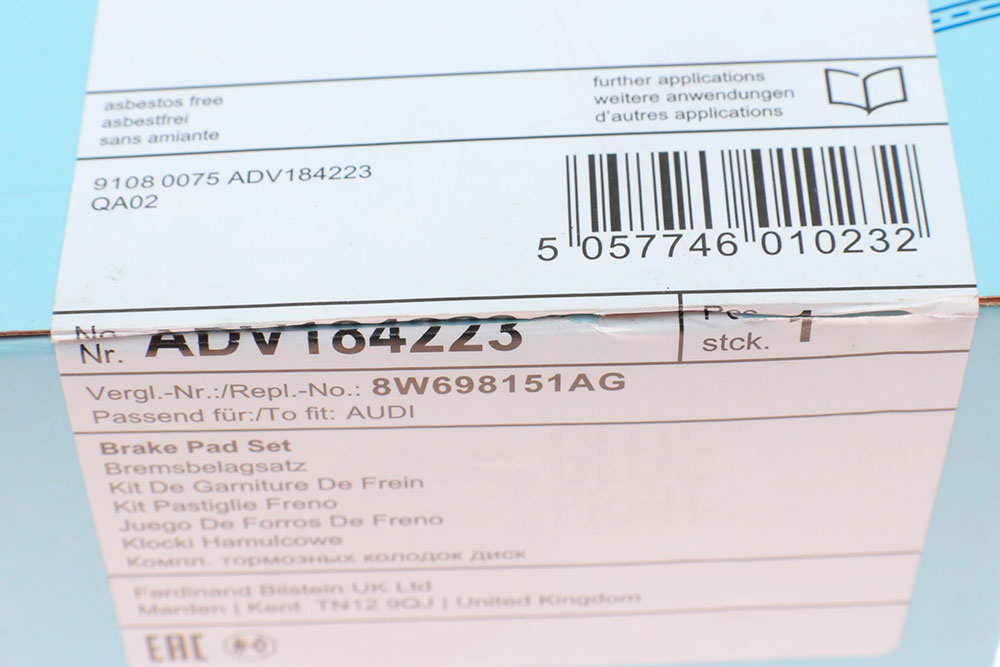 asbestos free
asbestfrei
sans amiante
further applications
weitere anwendungen
d'autres applications
9108 0075 ADV184223
QA02
5 057746 010232
No.
Nr. ADV184223
Pce.
stck. 1
Vergl.-Nr.:/Repl.-No.: 8W698151AG
Passend für:/To fit: AUDI
Brake Pad Set
Bremsbelagsatz
Kit De Garniture De Frein
Kit Pastiglie Freno
Juego De Forros De Freno
Klocki Hamulcowe
Компл. тормозных колодок диск
Ferdinand Bilstein UK Ltd
Marden | Kent TN12 9QJ | United Kingdom
EAC